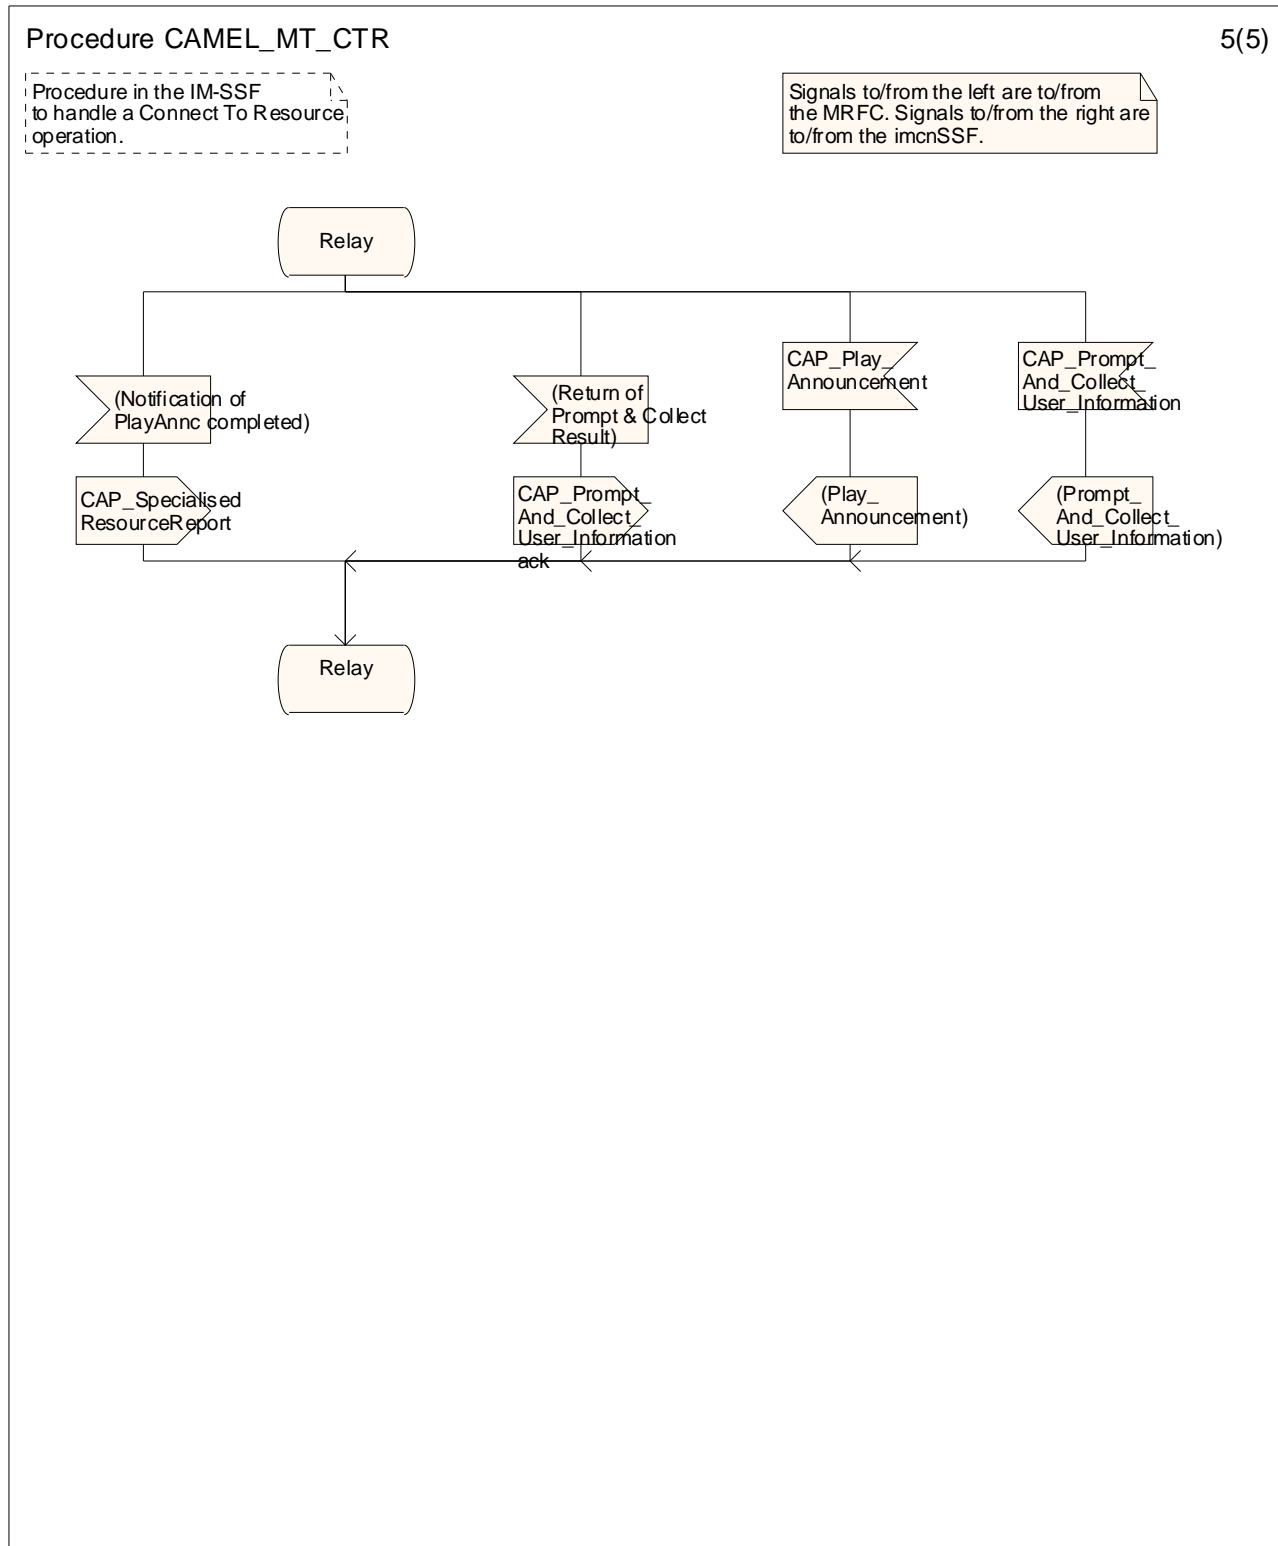 Procedure CAMEL_MT_CTR
5(5)
Procedure in the IM-SSF
to handle a Connect To Resource
operation.
Signals to/from the left are to/from
the MRFC. Signals to/from the right are
to/from the imcnSSF.
Relay
(Notification of
PlayAnnc completed)
(Return of
Prompt & Collect
Result)
CAP_Play_
Announcement
CAP_Prompt_
And_Collect_
User_Information
CAP_Specialised
ResourceReport
CAP_Prompt_
And_Collect_
User_Information
ack
(Play_
Announcement)
(Prompt_
And_Collect_
User_Information)
Relay